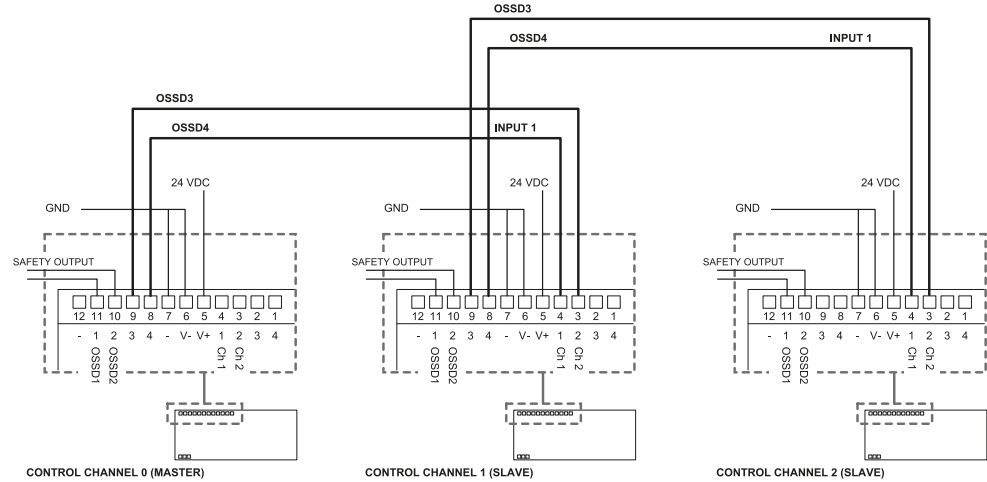 OSSD3
OSSD4 INPUT 1
OSSD3
OSSD4 INPUT 1
24 VDC 24 VDC 24 VDC
GND GND GND
SAFETY OUTPUT SAFETY OUTPUT SAFETY OUTPUT
12 11 10 9 8 7 6 5 4 3 2 1 12 11 10 9 8 7 6 5 4 3 2 1 12 11 10 9 8 7 6 5 4 3 2 1
- 1 2 3 4 - V- V+ 1 2 3 4 - 1 2 3 4 - V- V+ 1 2 3 4 - 1 2 3 4 - V- V+ 1 2 3 4
OSSD1 OSSD2 Ch 1 Ch 2 OSSD1 OSSD2 Ch 1 Ch 2 OSSD1 OSSD2 Ch 1 Ch 2
CONTROL CHANNEL 0 (MASTER) CONTROL CHANNEL 1 (SLAVE) CONTROL CHANNEL 2 (SLAVE)